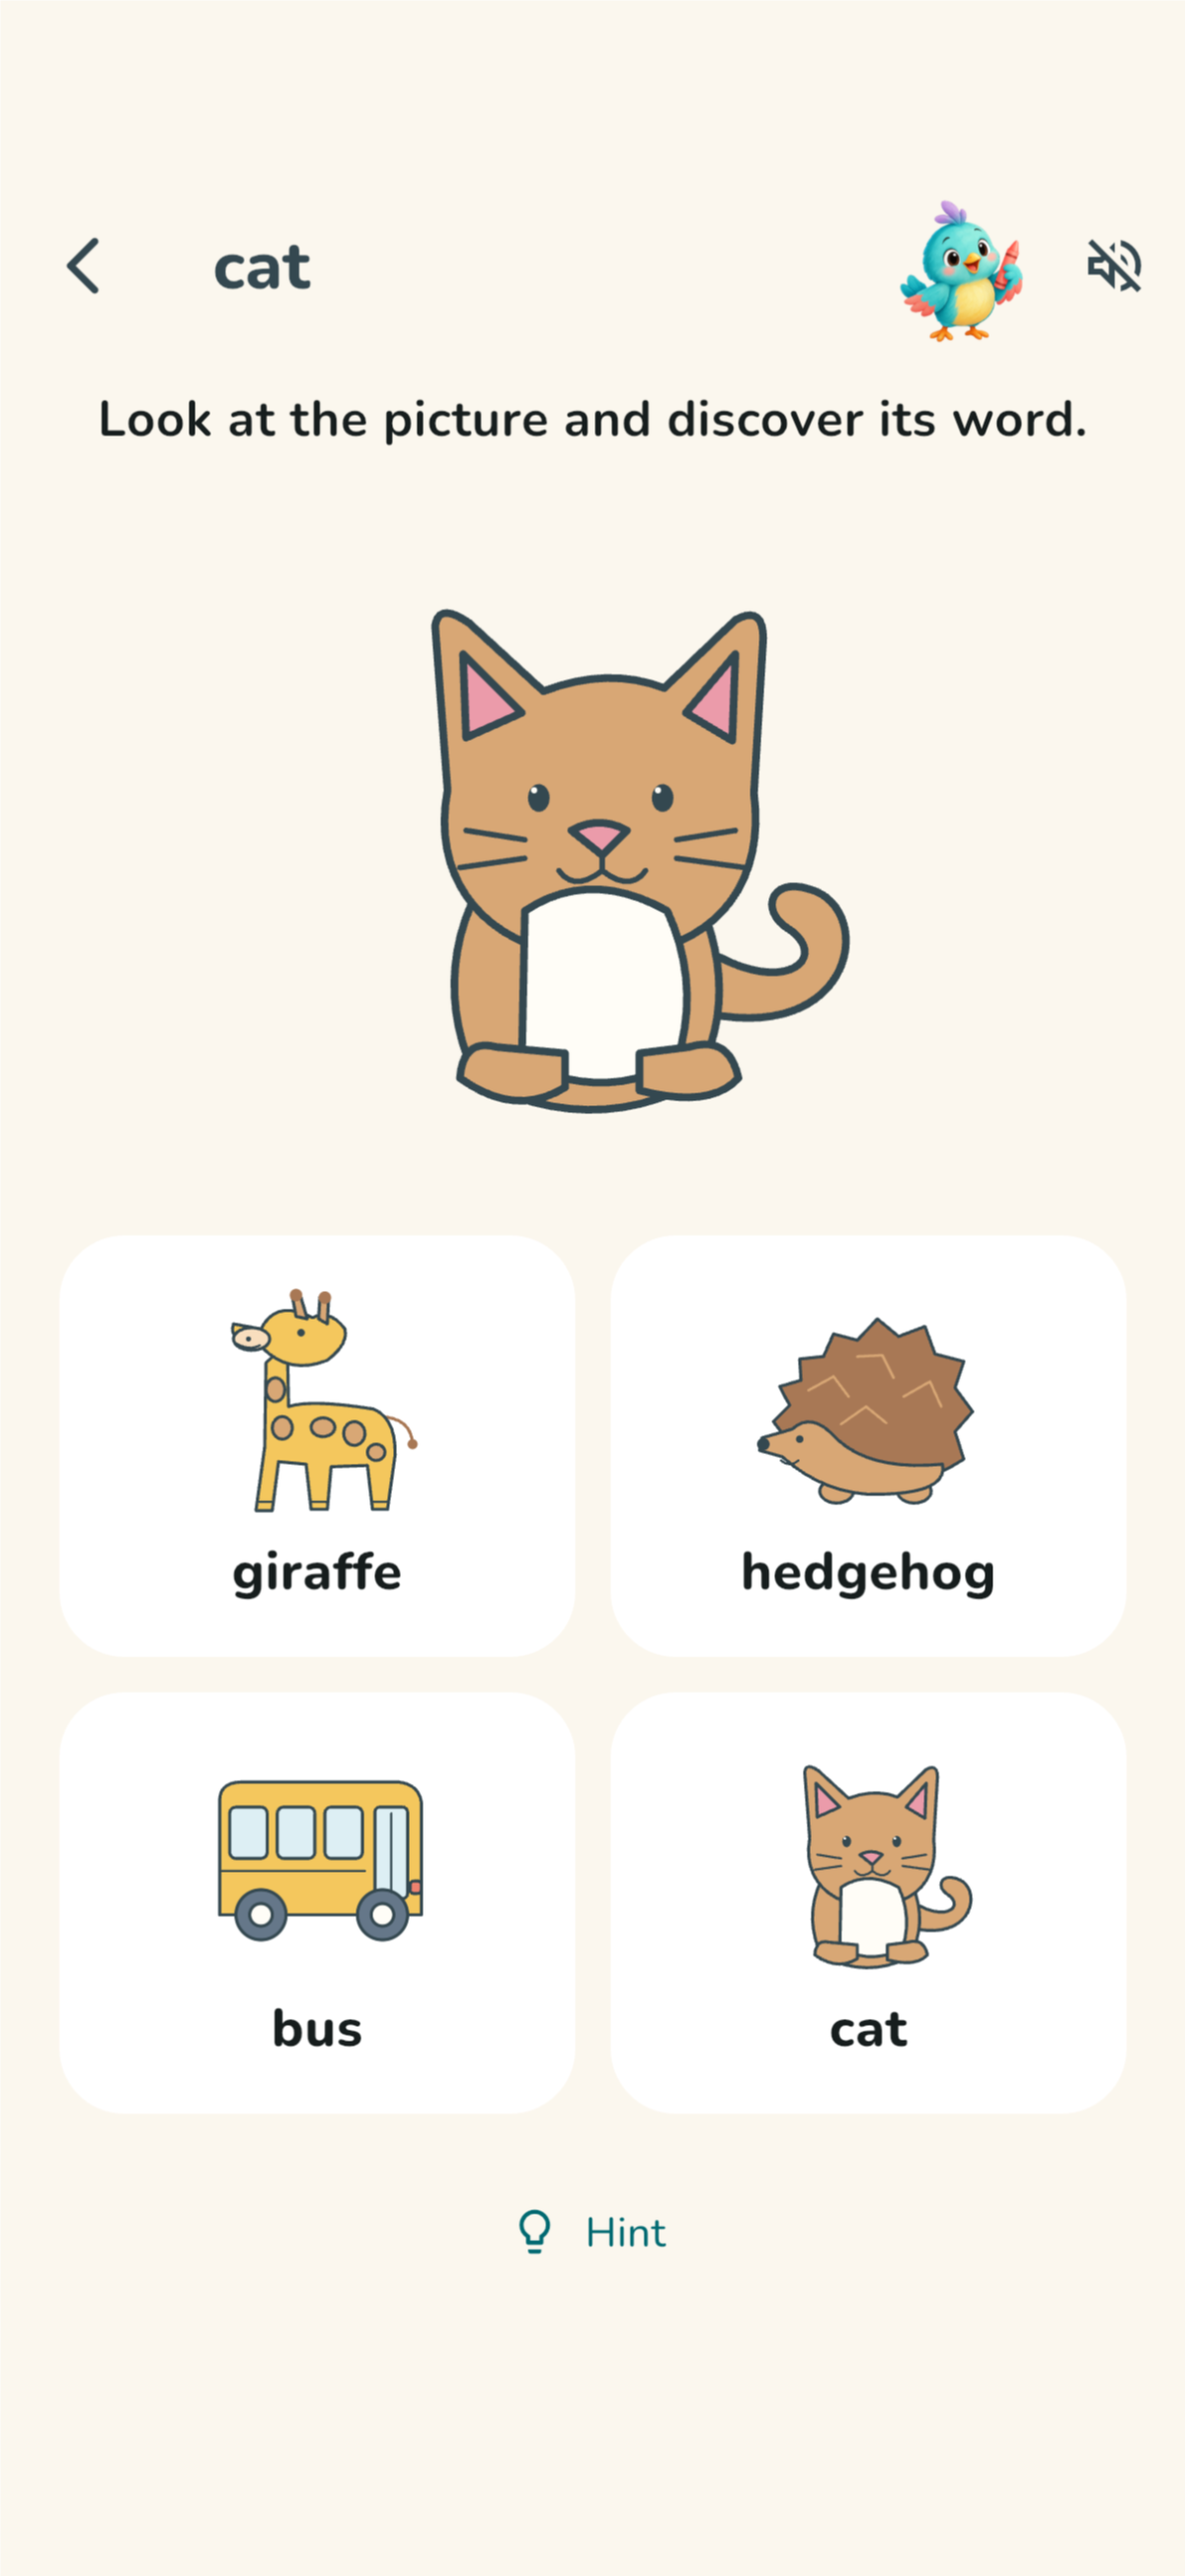 cat
Look at the picture and discover its word.
giraffe
hedgehog
bus
cat
Hint